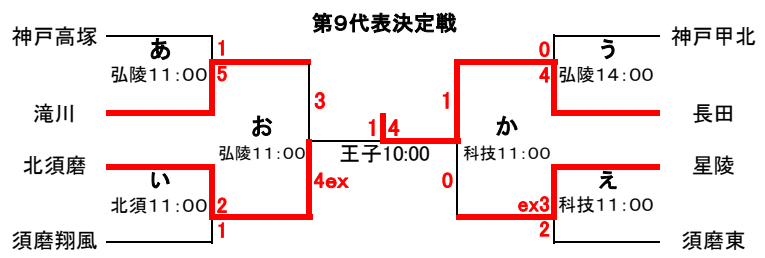 第9代表決定戦
神戸高塚
あ
1
弘陵11:00
5
滝川
3
お
弘陵11:00
北須磨
い
4ex
北須11:00
2
須磨翔風
1
1
4
王子10:00
神戸甲北
0
う
4
弘陵14:00
1
長田
か
科技11:00
星陵
0
え
ex3
科技11:00
2
須磨東